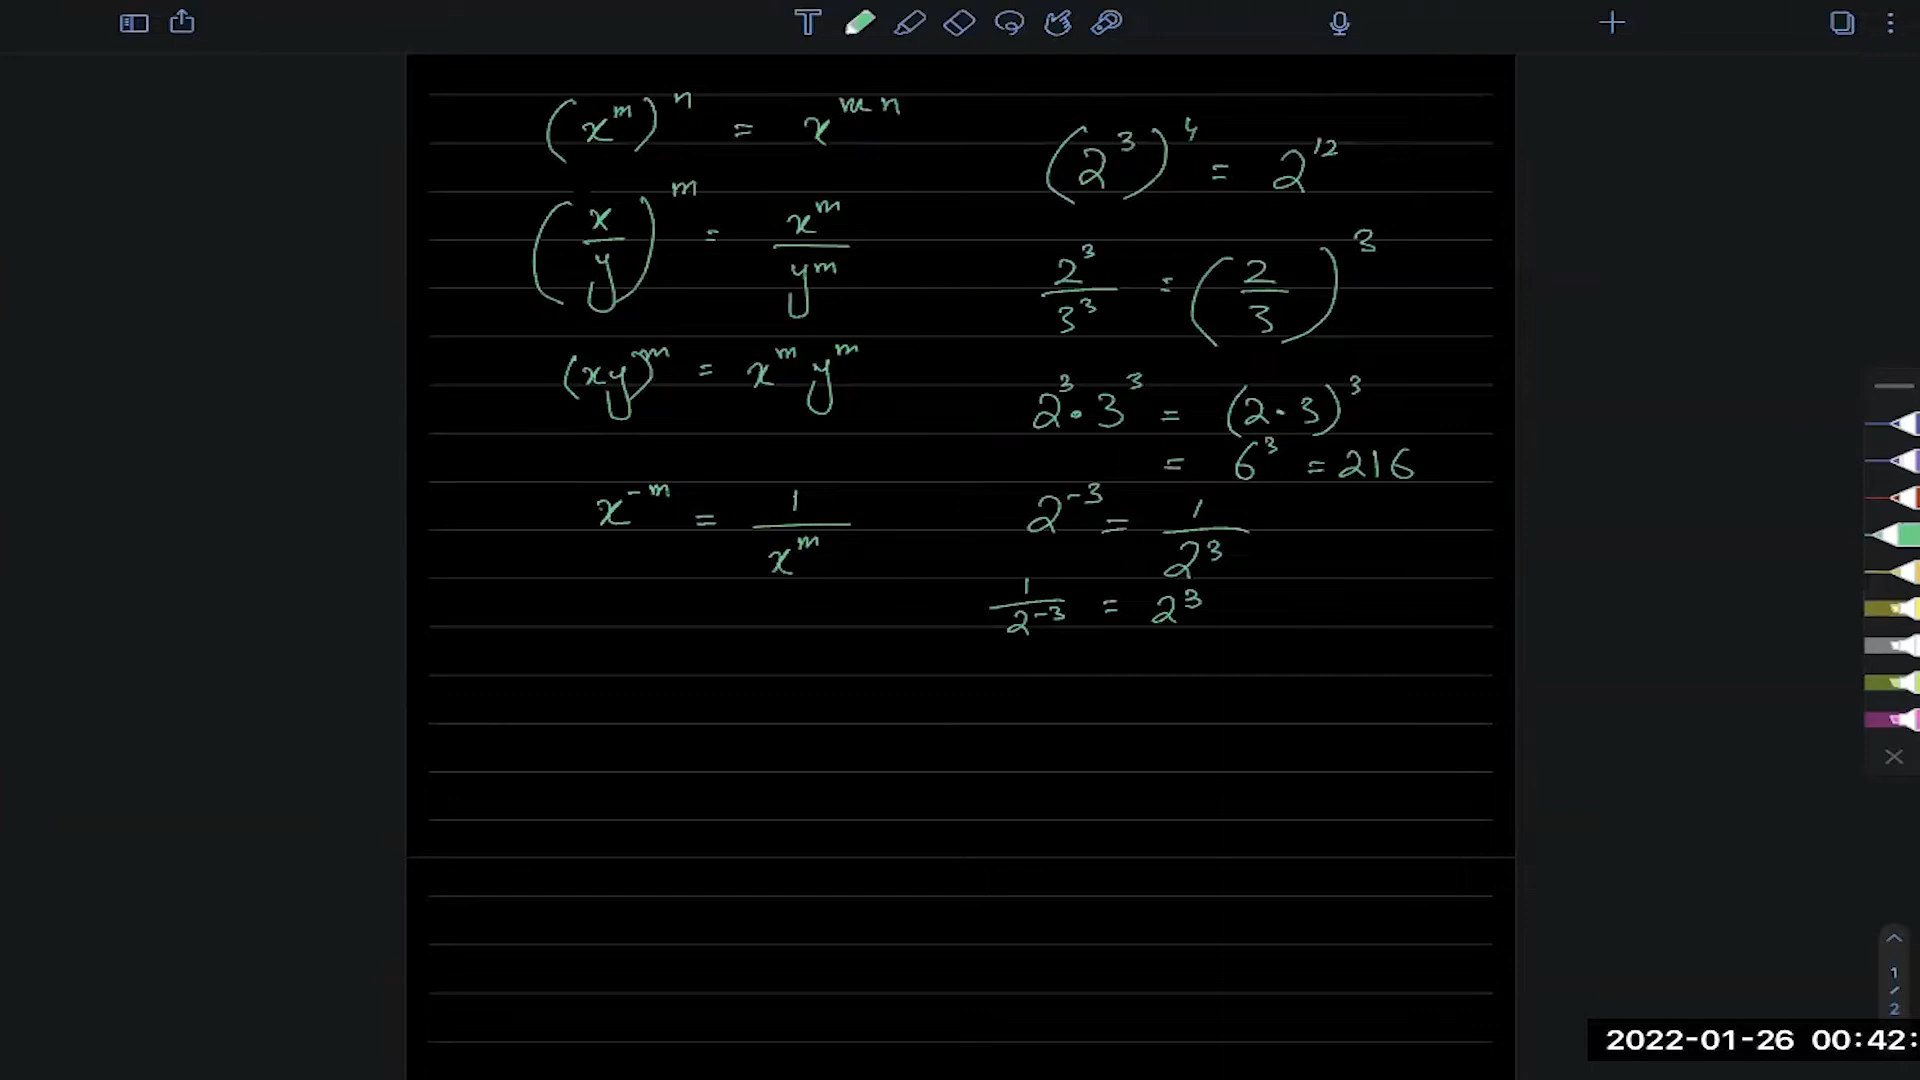 (x^m)^n = x^{mn}
(2^3)^4 = 2^{12}
(x/y)^m = x^m/y^m
2^3/3^3 = (2/3)^3
(xy)^m = x^m y^m
2^3 · 3^3 = (2 · 3)^3
= 6^3 = 216
x^{-m} = 1/x^m
2^{-3} = 1/2^3
1/2^{-3} = 2^3
1
/
2
2022-01-26 00:42: